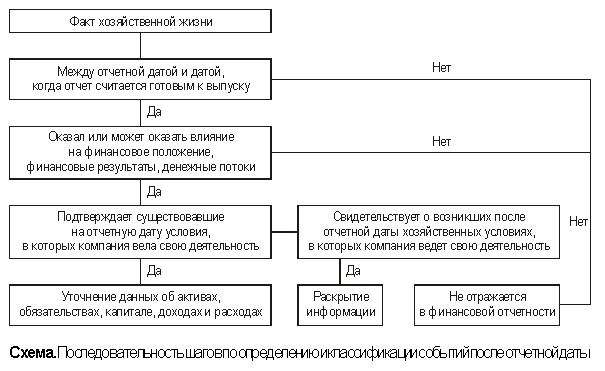 Факт хозяйственной жизни
Между отчетной датой и датой,
когда отчет считается готовым к выпуску
Нет
Да
Оказал или может оказать влияние
на финансовое положение,
финансовые результаты, денежные потоки
Нет
Да
Подтверждает существовавшие
на отчетную дату условия,
в которых компания вела свою деятельность
Свидетельствует о возникших после
отчетной даты хозяйственных условиях,
в которых компания ведет свою деятельность
Нет
Да
Да
Уточнение данных об активах,
обязательствах, капитале, доходах и расходах
Раскрытие
информации
Не отражается
в финансовой отчетности
Схема. Последовательность шагов по определению и классификации событий после отчетной даты